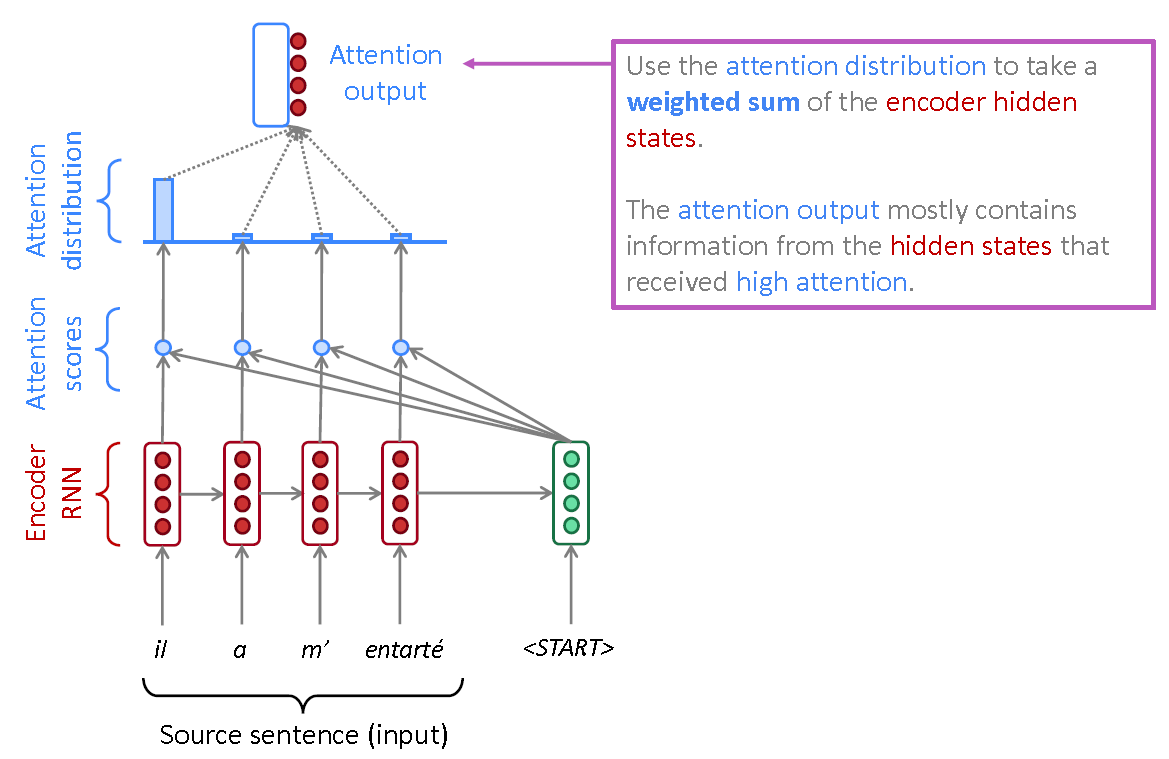 Attention
output
Use the attention distribution to take a
weighted sum of the encoder hidden
states.
The attention output mostly contains
information from the hidden states that
received high attention.
Attention
distribution
Attention
scores
Encoder
RNN
il a m’ entarté <START>
Source sentence (input)